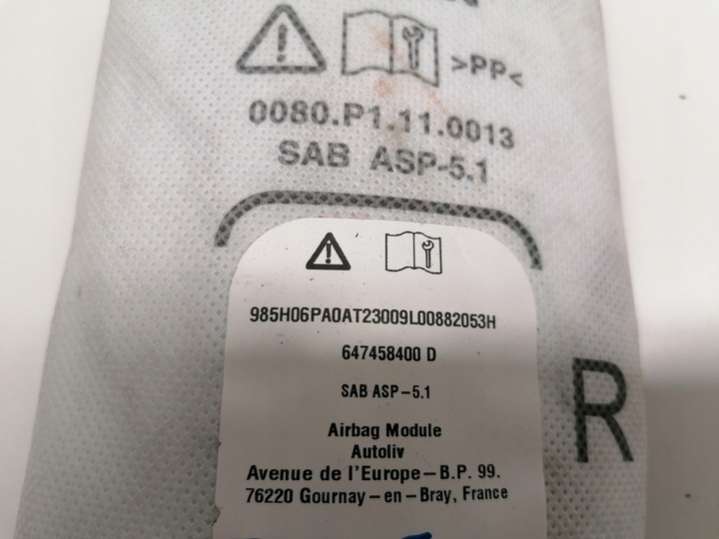 >PP<
0080.P1.11.0013
SAB ASP-5.1
985H06PA0AT23009L00882053H
647458400 D
SAB ASP-5.1
R
Airbag Module
Autoliv
Avenue de l'Europe-B.P. 99.
76220 Gournay-en-Bray, France